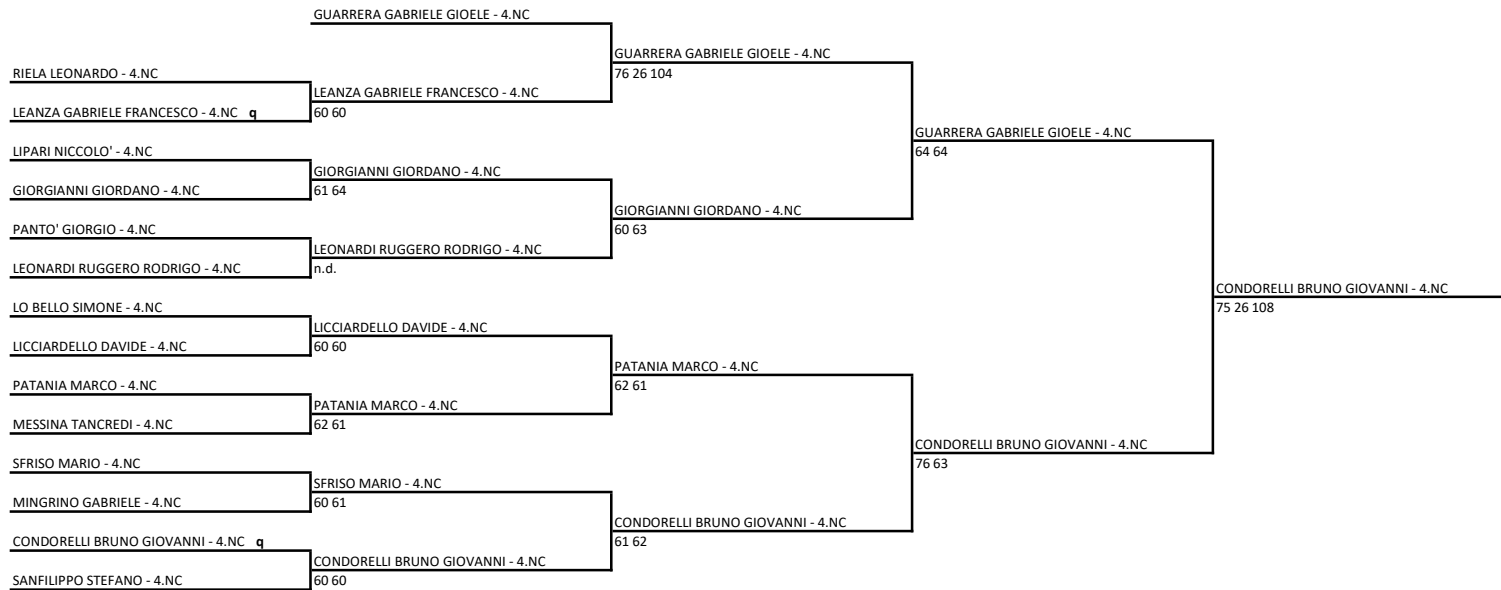 GUARRERA GABRIELE GIOELE - 4.NC
GUARRERA GABRIELE GIOELE - 4.NC
RIELA LEONARDO - 4.NC
76 26 104
LEANZA GABRIELE FRANCESCO - 4.NC
LEANZA GABRIELE FRANCESCO - 4.NC q
60 60
GUARRERA GABRIELE GIOELE - 4.NC
LIPARI NICCOLO' - 4.NC
64 64
GIORGIANNI GIORDANO - 4.NC
GIORGIANNI GIORDANO - 4.NC
61 64
GIORGIANNI GIORDANO - 4.NC
PANTO' GIORGIO - 4.NC
60 63
LEONARDI RUGGERO RODRIGO - 4.NC
LEONARDI RUGGERO RODRIGO - 4.NC
n.d.
CONDORELLI BRUNO GIOVANNI - 4.NC
LO BELLO SIMONE - 4.NC
75 26 108
LICCIARDELLO DAVIDE - 4.NC
LICCIARDELLO DAVIDE - 4.NC
60 60
PATANIA MARCO - 4.NC
PATANIA MARCO - 4.NC
62 61
PATANIA MARCO - 4.NC
MESSINA TANCREDI - 4.NC
62 61
CONDORELLI BRUNO GIOVANNI - 4.NC
SFRISO MARIO - 4.NC
76 63
SFRISO MARIO - 4.NC
MINGRINO GABRIELE - 4.NC
60 61
CONDORELLI BRUNO GIOVANNI - 4.NC
CONDORELLI BRUNO GIOVANNI - 4.NC q
61 62
CONDORELLI BRUNO GIOVANNI - 4.NC
SANFILIPPO STEFANO - 4.NC
60 60